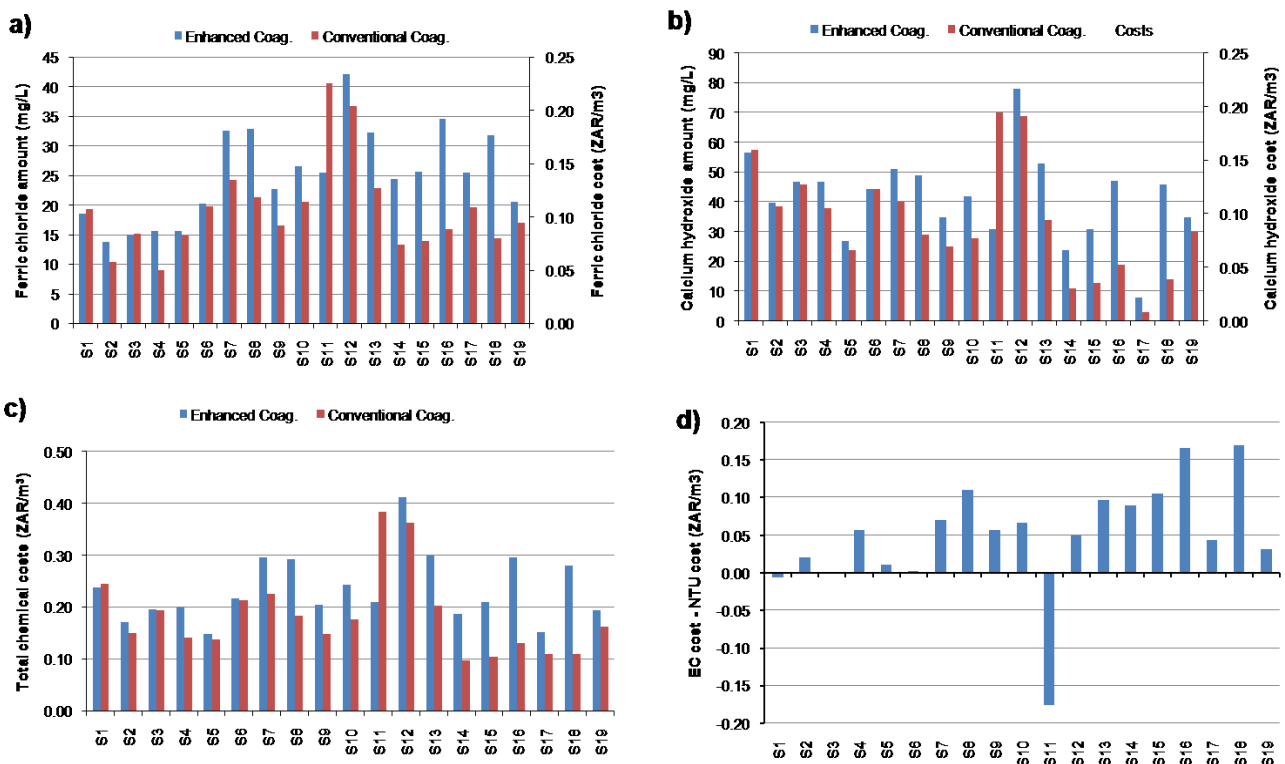 a)
Enhanced Coag. Conventional Coag.
Ferric chloride amount (mg/L)
45
40
35
30
25
20
15
10
5
0
0.25
0.20
0.15
0.10
0.05
0.00
Ferric chloride cost (ZAR/m3)
S1 S2 S3 S4 S5 S6 S7 S8 S9 S10 S11 S12 S13 S14 S15 S16 S17 S18 S19
b)
Enhanced Coag. Conventional Coag. Costs
Calcium hydroxide amount (mg/L)
90
80
70
60
50
40
30
20
10
0
0.25
0.20
0.15
0.10
0.05
0.00
Calcium hydroxide cost (ZAR/m3)
S1 S2 S3 S4 S5 S6 S7 S8 S9 S10 S11 S12 S13 S14 S15 S16 S17 S18 S19
c)
Enhanced Coag. Conventional Coag.
Total chemical costs (ZAR/m³)
0.50
0.40
0.30
0.20
0.10
0.00
S1 S2 S3 S4 S5 S6 S7 S8 S9 S10 S11 S12 S13 S14 S15 S16 S17 S18 S19
d)
EC cost - NTU cost (ZAR/m3)
0.20
0.15
0.10
0.05
0.00
-0.05
-0.10
-0.15
-0.20
S1 S2 S3 S4 S5 S6 S7 S8 S9 S10 S11 S12 S13 S14 S15 S16 S17 S18 S19